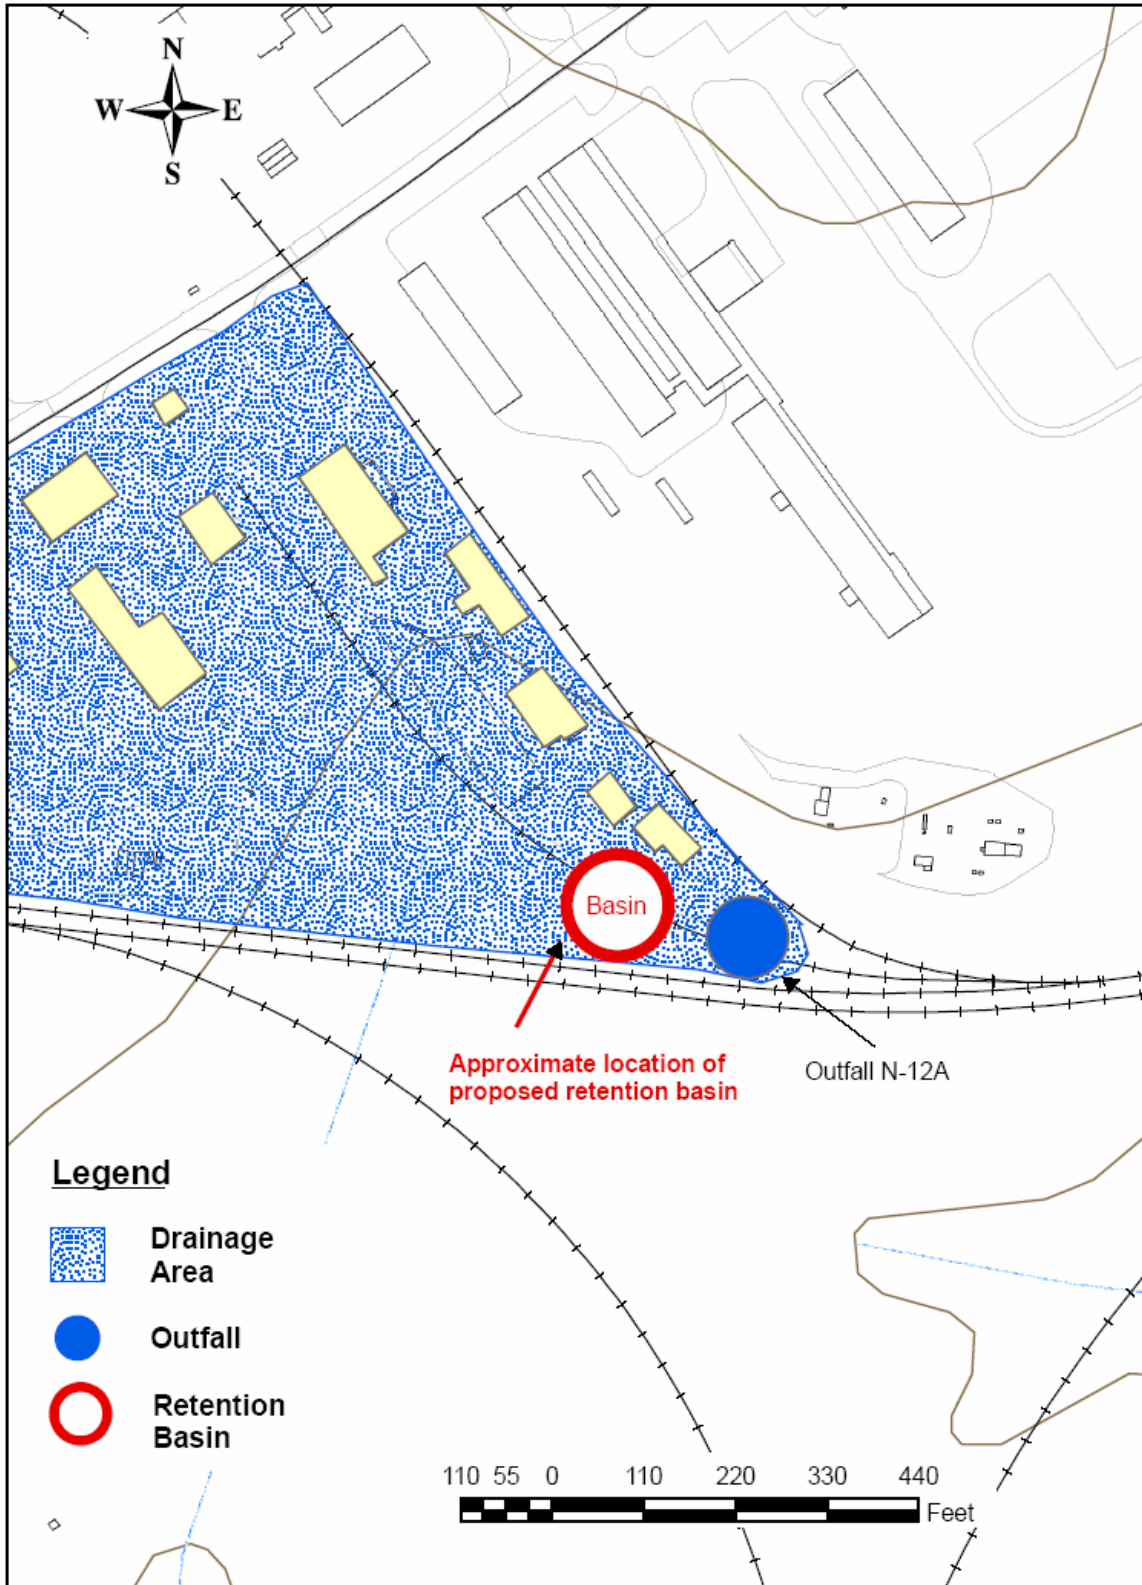 N
W E
S
Basin
Approximate location of
proposed retention basin
Outfall N-12A
Legend
Drainage
Area
Outfall
Retention
Basin
110 55 0 110 220 330 440
Feet